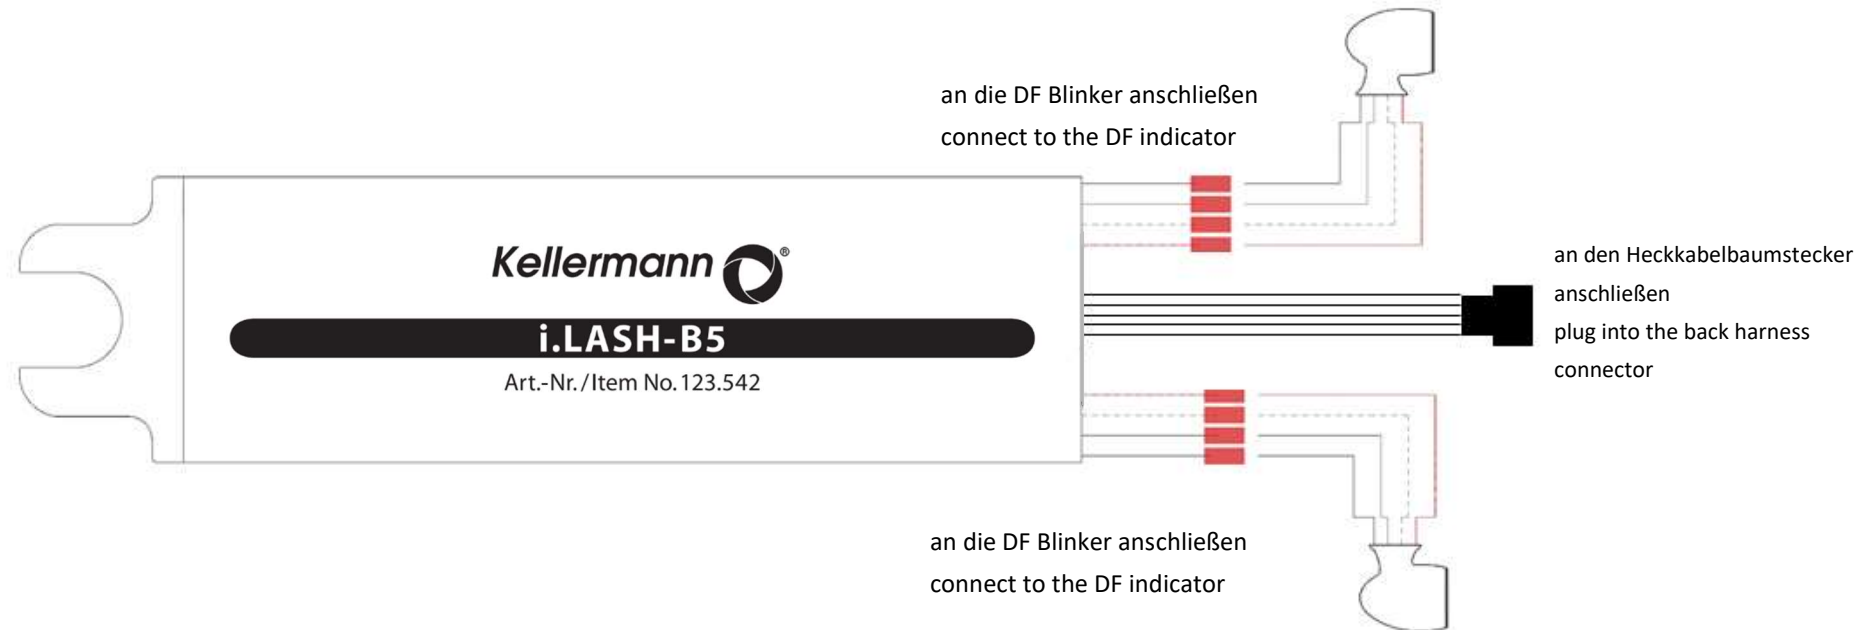 an die DF Blinker anschließen
connect to the DF indicator
Kellermann®
i.LASH-B5
Art.-Nr./Item No. 123.542
an den Heckkabelbaumstecker
anschließen
plug into the back harness
connector
an die DF Blinker anschließen
connect to the DF indicator